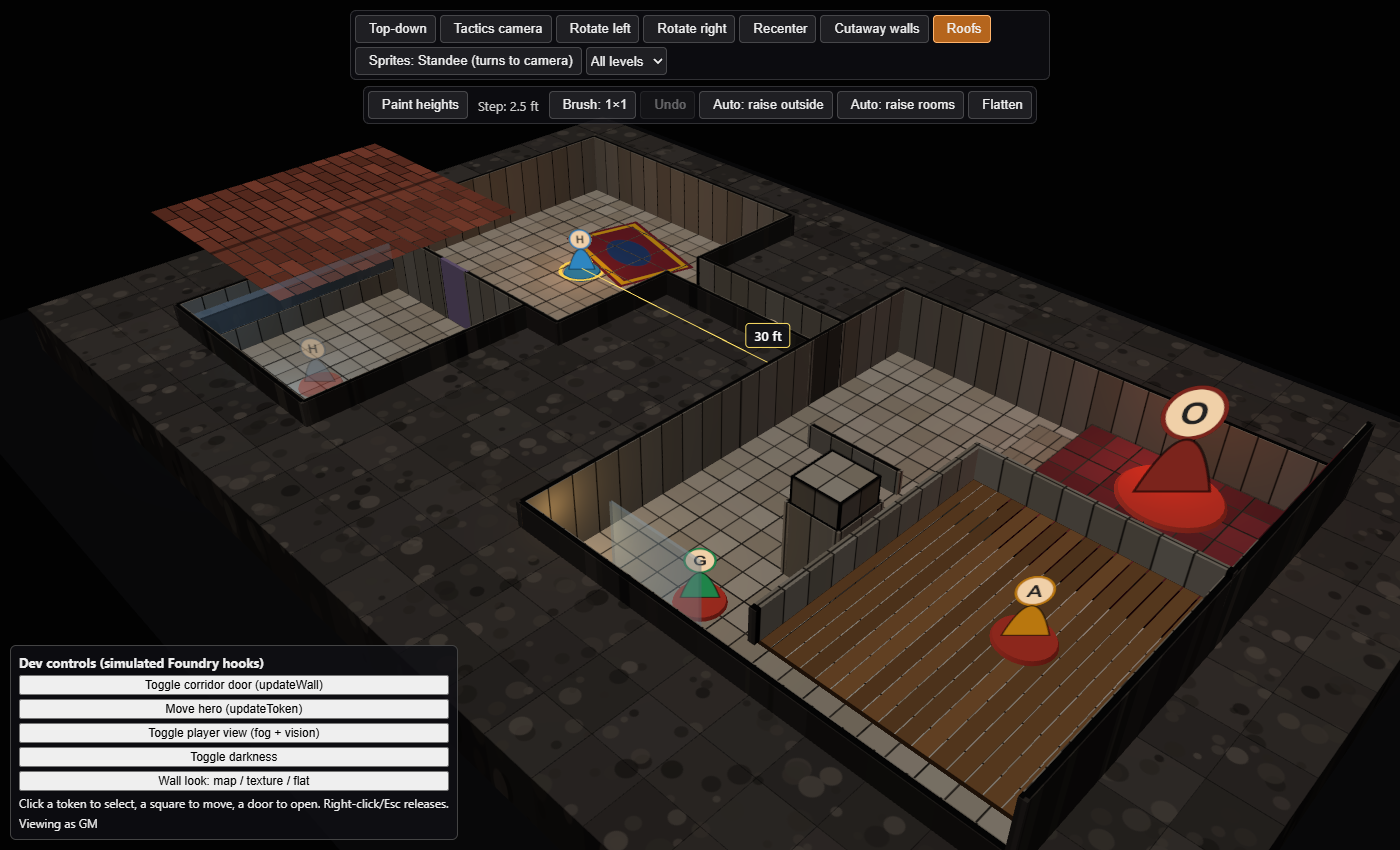 Top-down Tactics camera Rotate left Rotate right Recenter Cutaway walls Roofs
Sprites: Standee (turns to camera) All levels
Paint heights Step: 2.5 ft Brush: 1×1 Undo Auto: raise outside Auto: raise rooms Flatten
H
30 ft
H
O
G
A
Dev controls (simulated Foundry hooks)
Toggle corridor door (updateWall)
Move hero (updateToken)
Toggle player view (fog + vision)
Toggle darkness
Wall look: map / texture / flat
Click a token to select, a square to move, a door to open. Right-click/Esc releases.
Viewing as GM